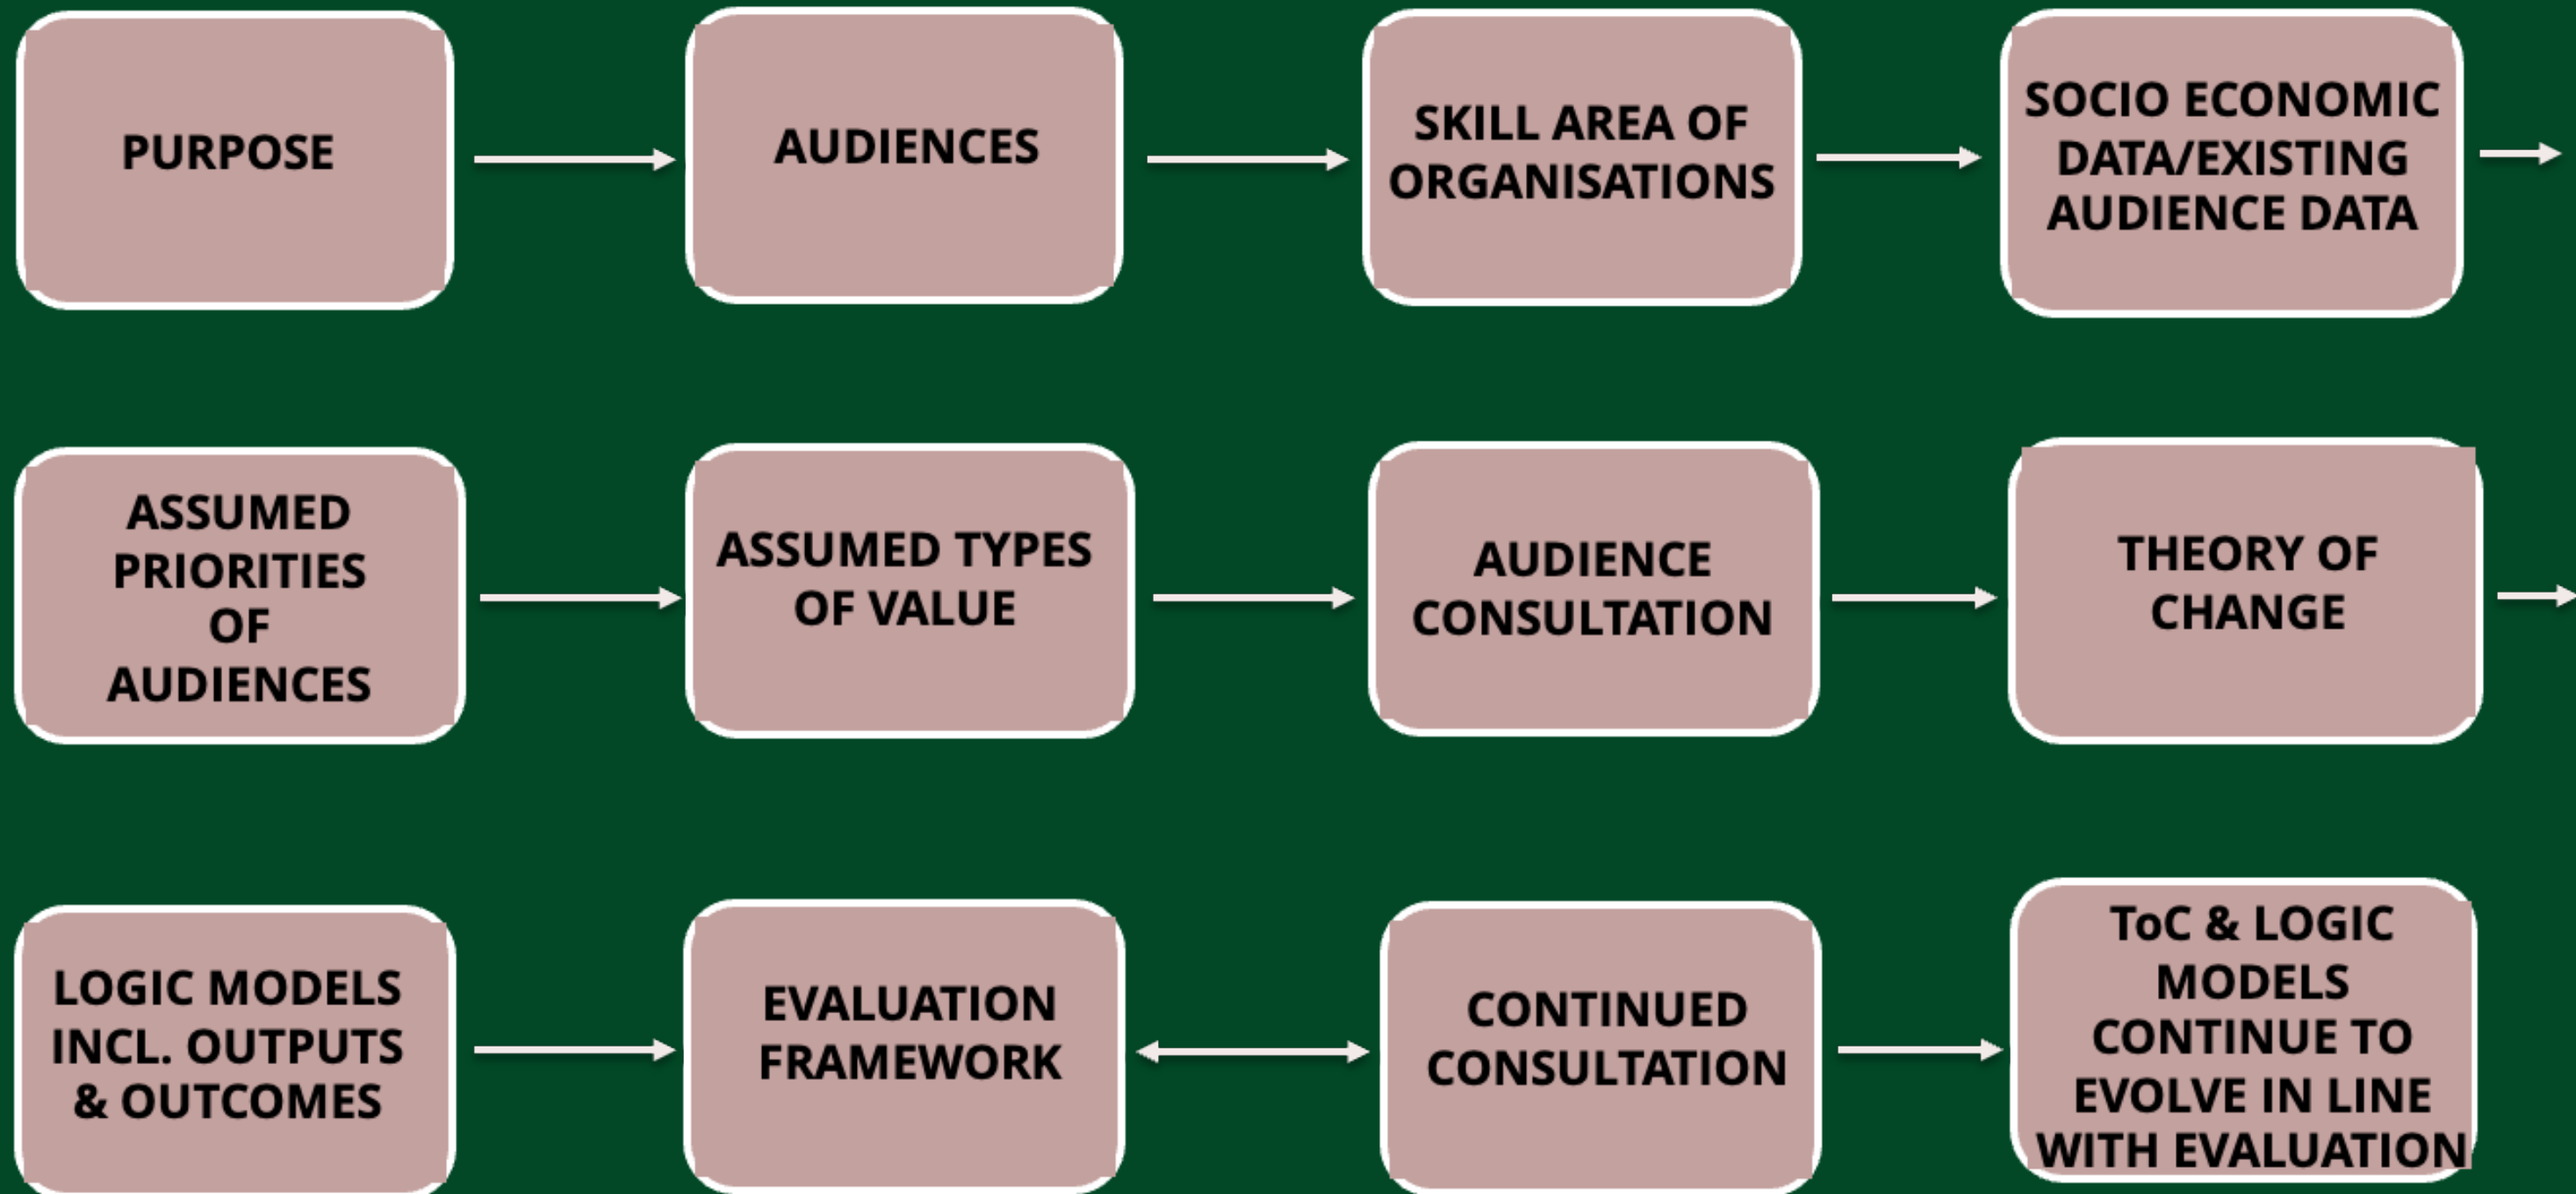 PURPOSE
AUDIENCES
SKILL AREA OF
ORGANISATIONS
SOCIO ECONOMIC
DATA/EXISTING
AUDIENCE DATA
ASSUMED
PRIORITIES
OF
AUDIENCES
ASSUMED TYPES
OF VALUE
AUDIENCE
CONSULTATION
THEORY OF
CHANGE
LOGIC MODELS
INCL. OUTPUTS
& OUTCOMES
EVALUATION
FRAMEWORK
CONTINUED
CONSULTATION
ToC & LOGIC
MODELS
CONTINUE TO
EVOLVE IN LINE
WITH EVALUATION